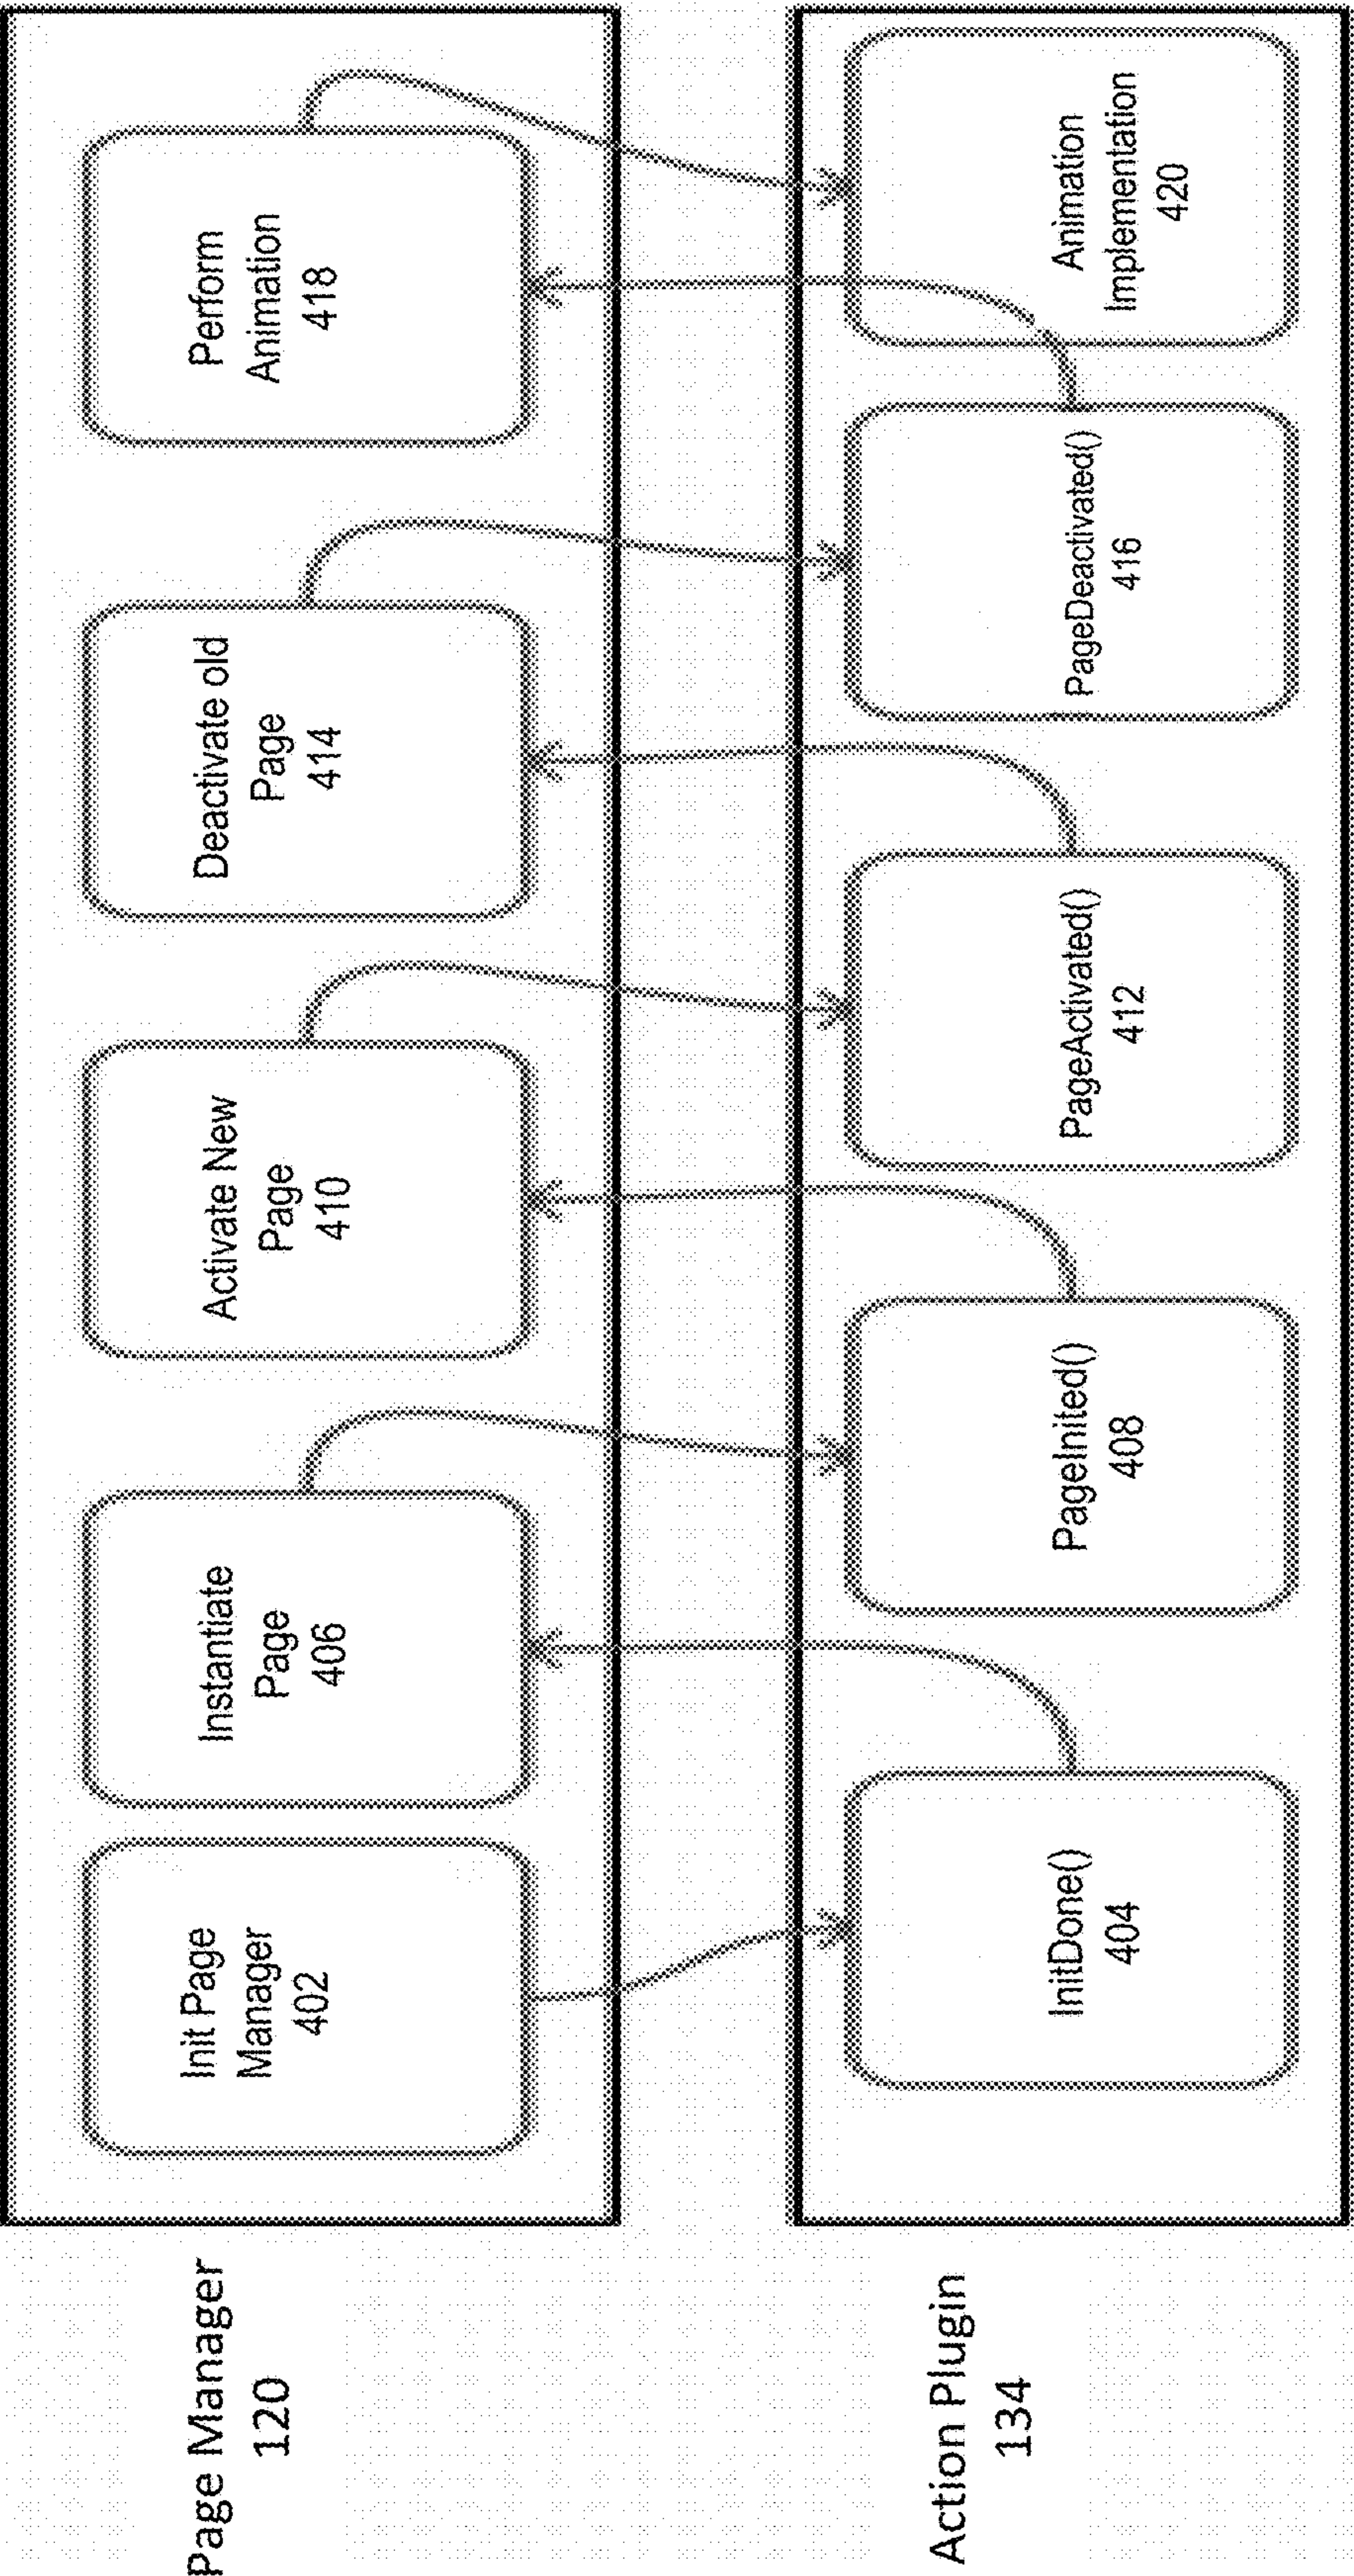 Page Manager
120
Init Page
Manager
402
Instantiate
Page
406
Activate New
Page
410
Deactivate old
Page
414
Perform
Animation
418
Action Plugin
134
InitDone()
404
PageInited()
408
PageActivated()
412
PageDeactivated()
416
Animation
Implementation
420